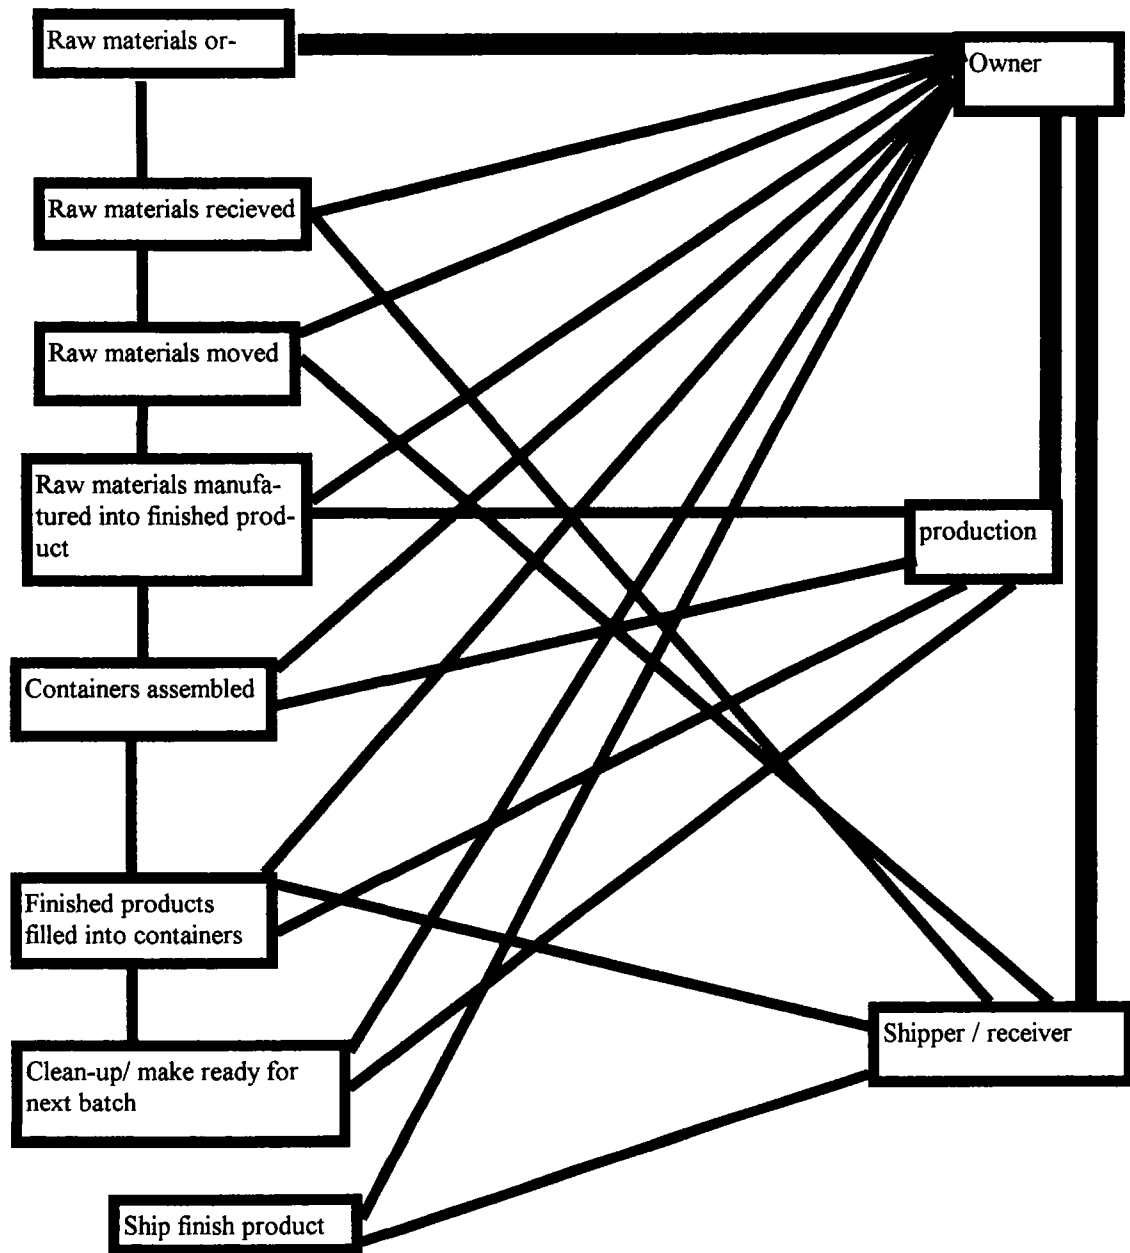 Raw materials or-
Owner
Raw materials recieved
Raw materials moved
Raw materials manufa-
tured into finished prod-
uct
production
Containers assembled
Finished products
filled into containers
Shipper / receiver
Clean-up/ make ready for
next batch
Ship finish product